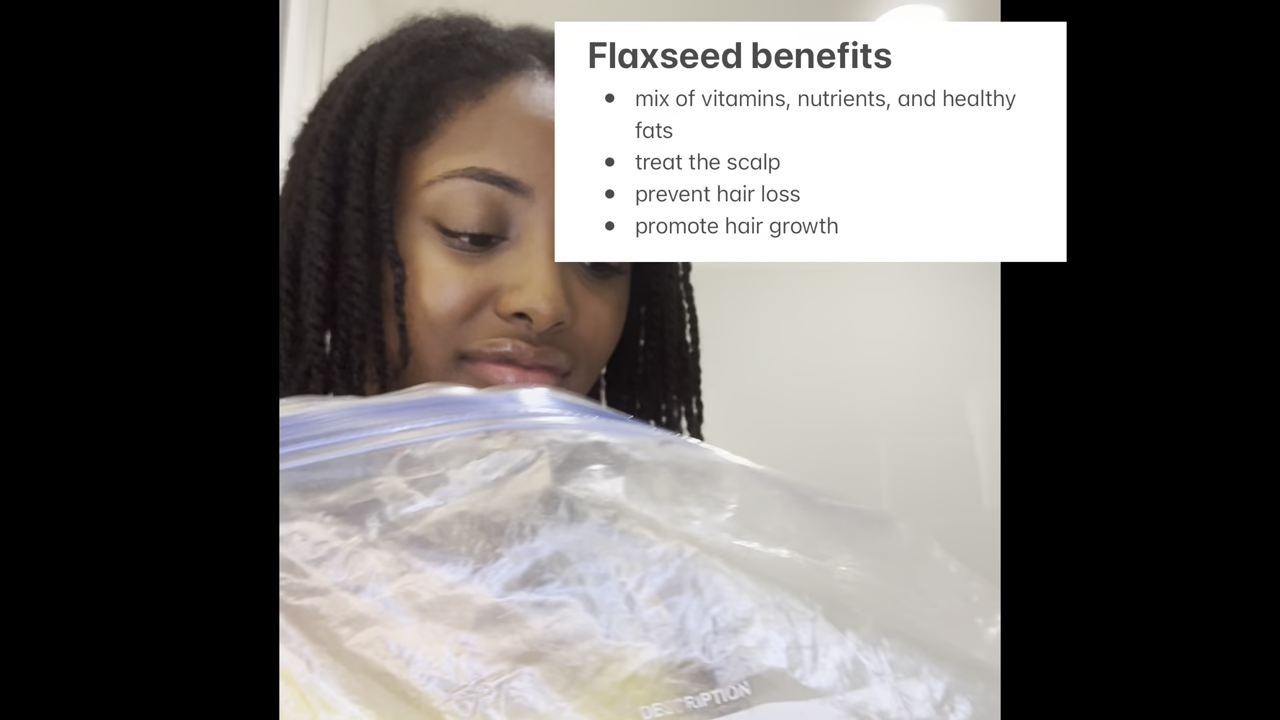 Flaxseed benefits
• mix of vitamins, nutrients, and healthy
fats
• treat the scalp
• prevent hair loss
• promote hair growth
DESCRIPTION